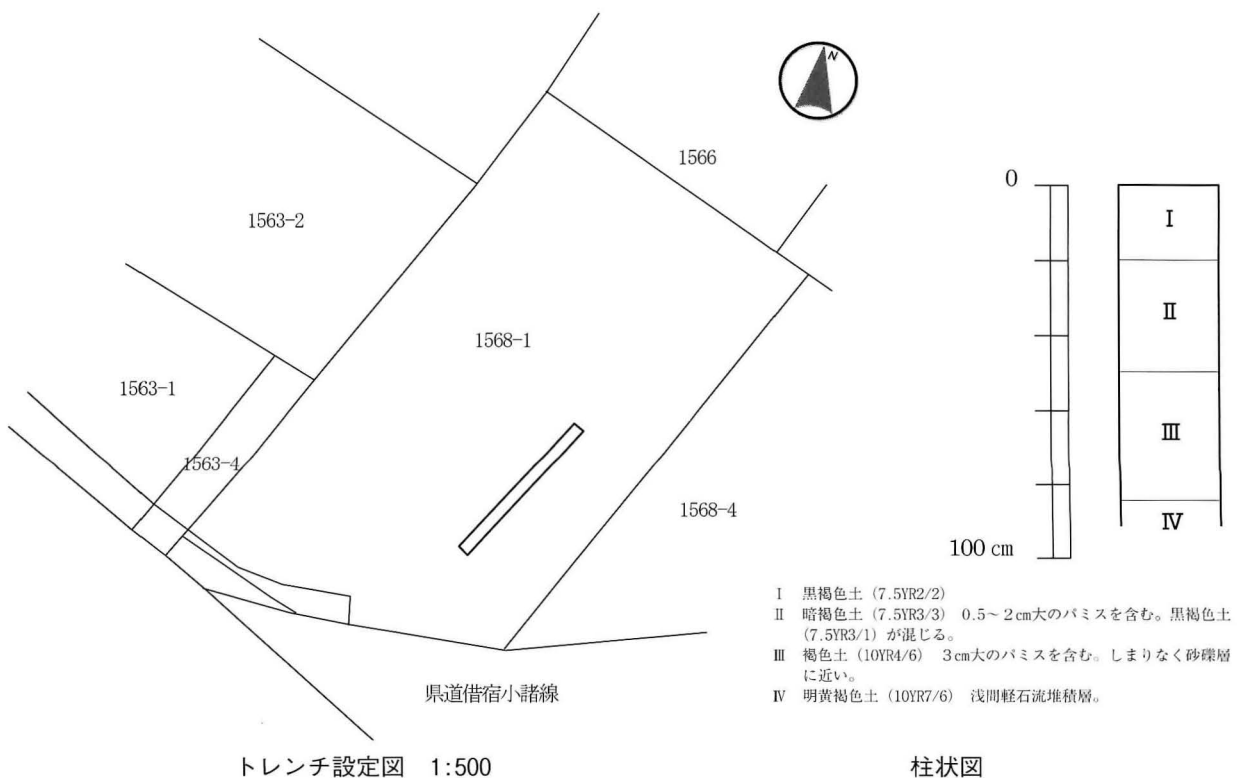 N
1566
1563-2
1568-1
1563-1
1563-4
1568-4
県道借宿小諸線
トレンチ設定図 1:500
0
100 cm
Ⅰ
Ⅱ
Ⅲ
Ⅳ
Ⅰ 黒褐色土 (7.5YR2/2)
Ⅱ 暗褐色土 (7.5YR3/3) 0.5~2㎝大のパミスを含む。黒褐色土
(7.5YR3/1) が混じる。
Ⅲ 褐色土 (10YR4/6) 3㎝大のパミスを含む。しまりなく砂礫層
に近い。
Ⅳ 明黄褐色土 (10YR7/6) 浅間軽石流堆積層。
柱状図